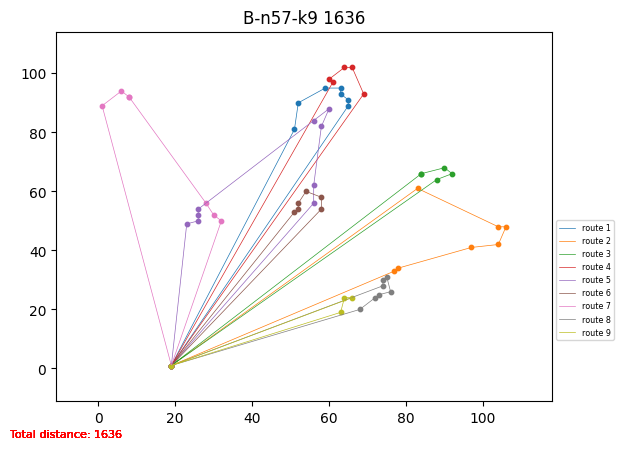 B-n57-k9 1636
100
80
60
40
20
0
0 20 40 60 80 100
route 1
route 2
route 3
route 4
route 5
route 6
route 7
route 8
route 9
Total distance: 1636